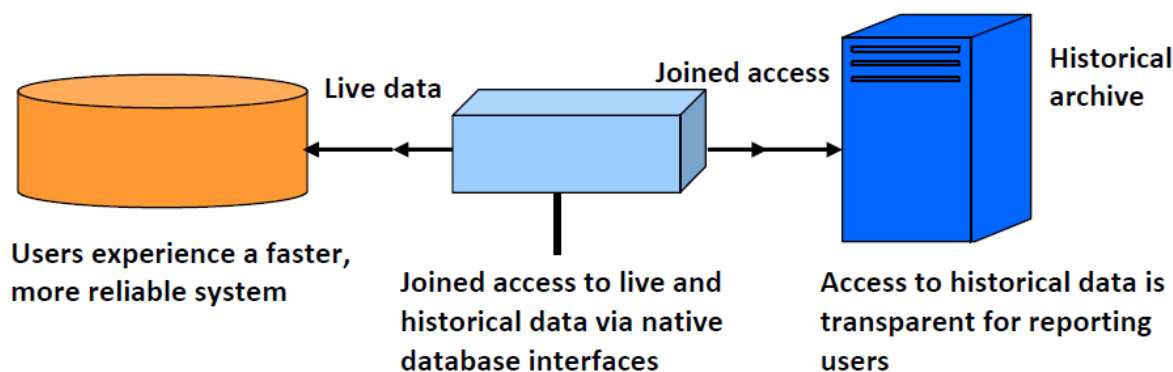 Live data
Joined access
Historical
archive
Users experience a faster,
more reliable system
Joined access to live and
historical data via native
database interfaces
Access to historical data is
transparent for reporting
users